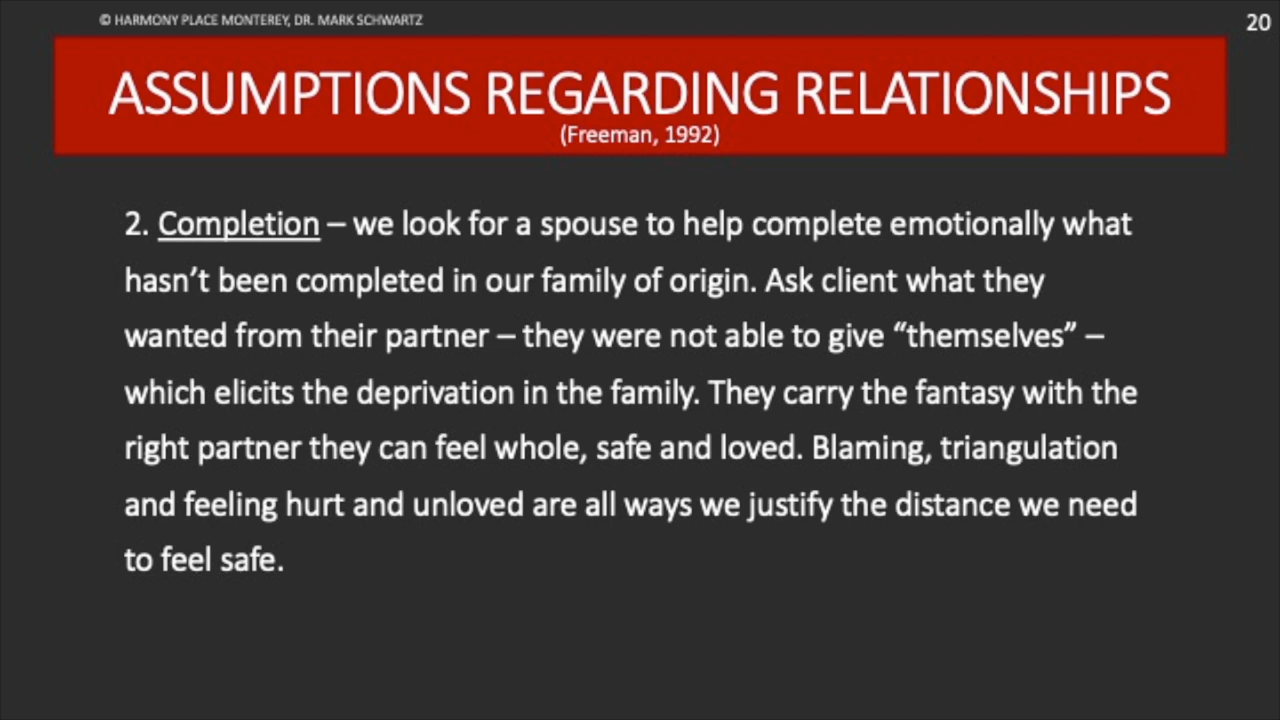 © HARMONY PLACE MONTEREY, DR. MARK SCHWARTZ
20
ASSUMPTIONS REGARDING RELATIONSHIPS
(Freeman, 1992)
2. Completion – we look for a spouse to help complete emotionally what
hasn’t been completed in our family of origin. Ask client what they
wanted from their partner – they were not able to give “themselves” –
which elicits the deprivation in the family. They carry the fantasy with the
right partner they can feel whole, safe and loved. Blaming, triangulation
and feeling hurt and unloved are all ways we justify the distance we need
to feel safe.